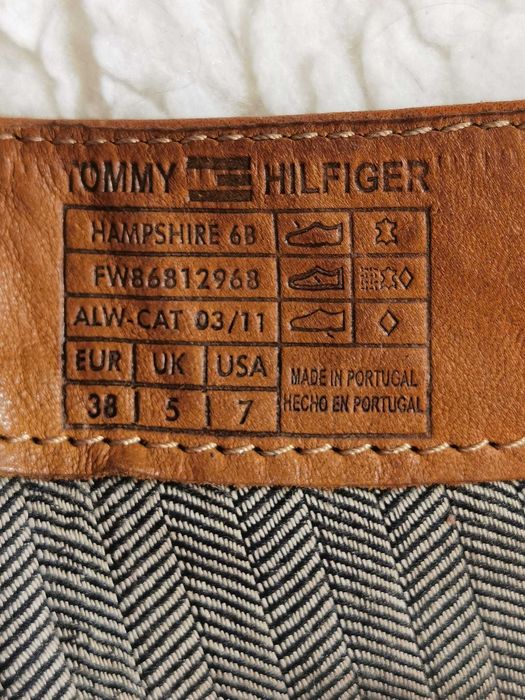 TOMMY HILFIGER
HAMPSHIRE 6B
FW86812968
ALW-CAT 03/11
EUR UK USA
38 5 7
MADE IN PORTUGAL
HECHO EN PORTUGAL